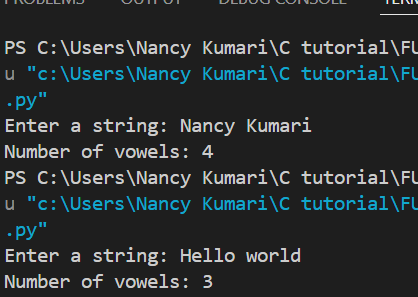 PROBLEMS OUTPUT DEBUG CONSOLE
PS C:\Users\Nancy Kumari\C tutorial\FU
u "c:\Users\Nancy Kumari\C tutorial\FU
.py"
Enter a string: Nancy Kumari
Number of vowels: 4
PS C:\Users\Nancy Kumari\C tutorial\FU
u "c:\Users\Nancy Kumari\C tutorial\FU
.py"
Enter a string: Hello world
Number of vowels: 3